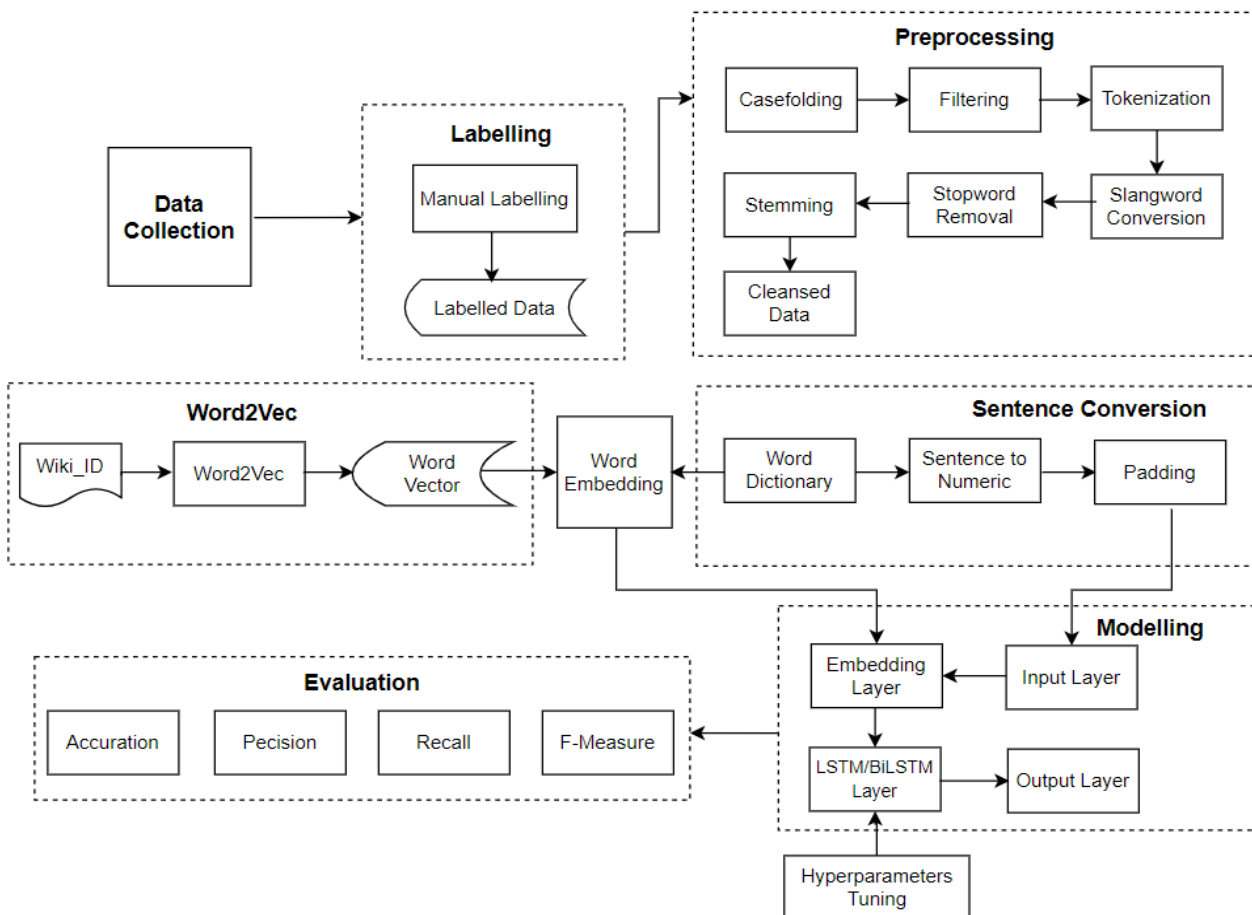 Preprocessing
Casefolding
Filtering
Tokenization
Labelling
Data
Collection
Manual Labelling
Stemming
Stopword
Removal
Slangword
Conversion
Labelled Data
Cleansed
Data
Word2Vec
Sentence Conversion
Wiki_ID
Word2Vec
Word
Vector
Word
Embedding
Word
Dictionary
Sentence to
Numeric
Padding
Modelling
Embedding
Layer
Input Layer
Evaluation
Accuration
Pecision
Recall
F-Measure
LSTM/BiLSTM
Layer
Output Layer
Hyperparameters
Tuning